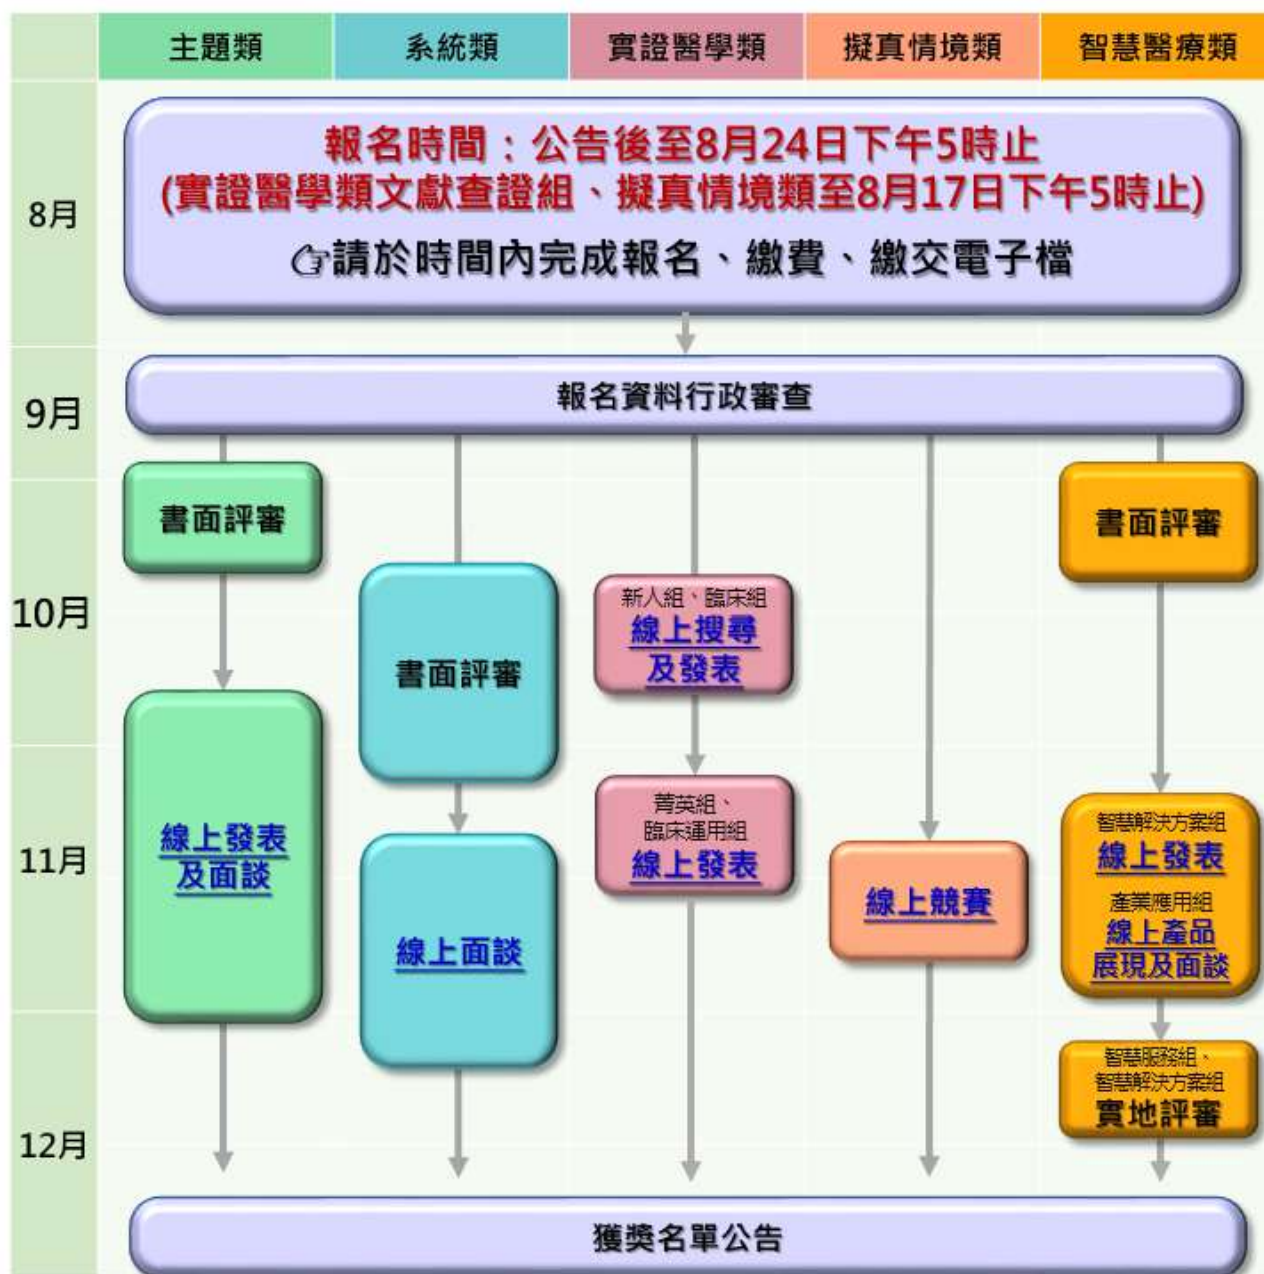 主題類
系統類
實證醫學類
擬真情境類
智慧醫療類
8月
報名時間：公告後至8月24日下午5時止
(實證醫學類文獻查證組、擬真情境類至8月17日下午5時止)
☞請於時間內完成報名、繳費、繳交電子檔
9月
報名資料行政審查
書面評審
書面評審
10月
書面評審
新人組、臨床組
線上搜尋
及發表
11月
線上發表
及面談
線上面談
菁英組、
臨床運用組
線上發表
線上競賽
智慧解決方案組
線上發表
產業應用組
線上產品
展現及面談
12月
智慧服務組、
智慧解決方案組
實地評審
獲獎名單公告